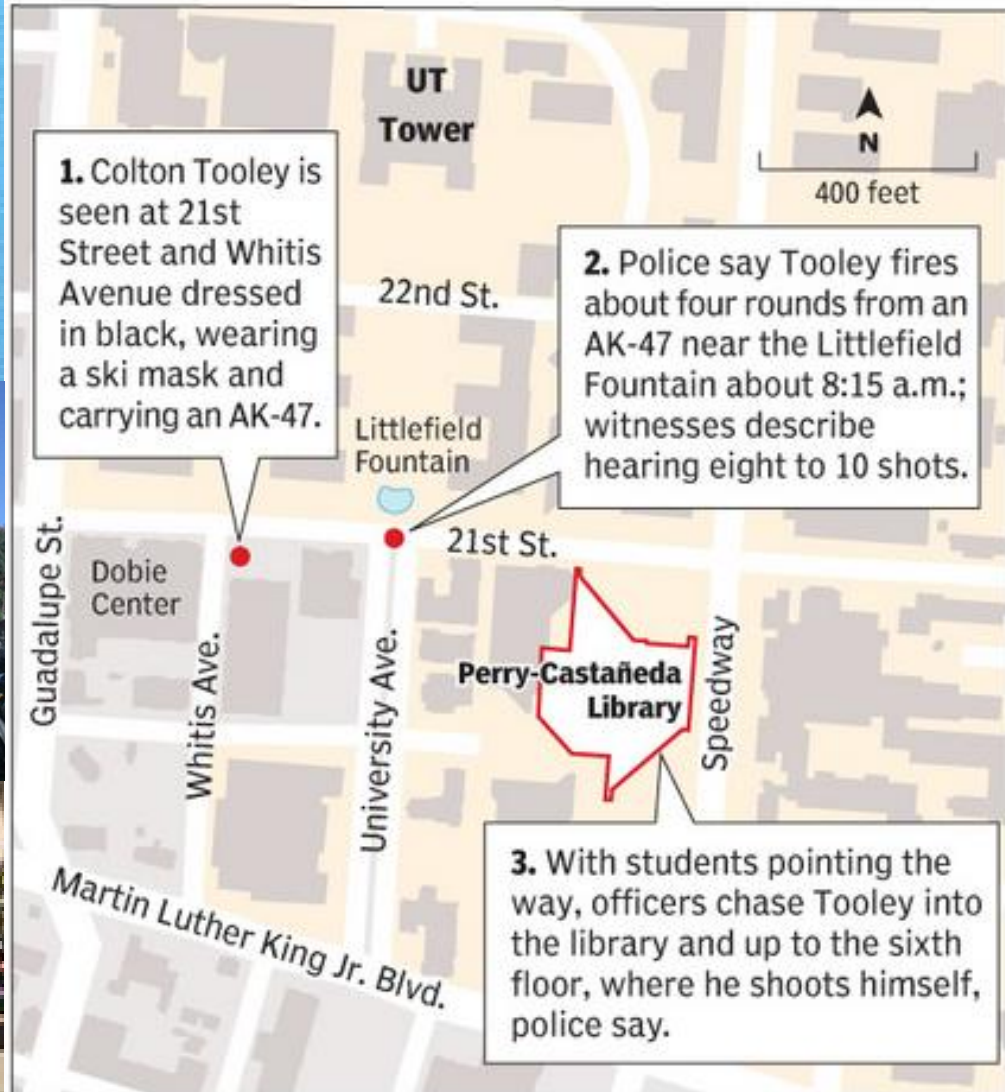 UT
Tower
N
400 feet
1. Colton Tooley is
seen at 21st
Street and Whitis
Avenue dressed
in black, wearing
a ski mask and
carrying an AK-47.
2. Police say Tooley fires
about four rounds from an
AK-47 near the Littlefield
Fountain about 8:15 a.m.;
witnesses describe
hearing eight to 10 shots.
22nd St.
Littlefield
Fountain
21st St.
Guadalupe St.
Dobie
Center
Whitis Ave.
University Ave.
Perry-Castañeda
Library
Speedway
Martin Luther King Jr. Blvd.
3. With students pointing the
way, officers chase Tooley into
the library and up to the sixth
floor, where he shoots himself,
police say.